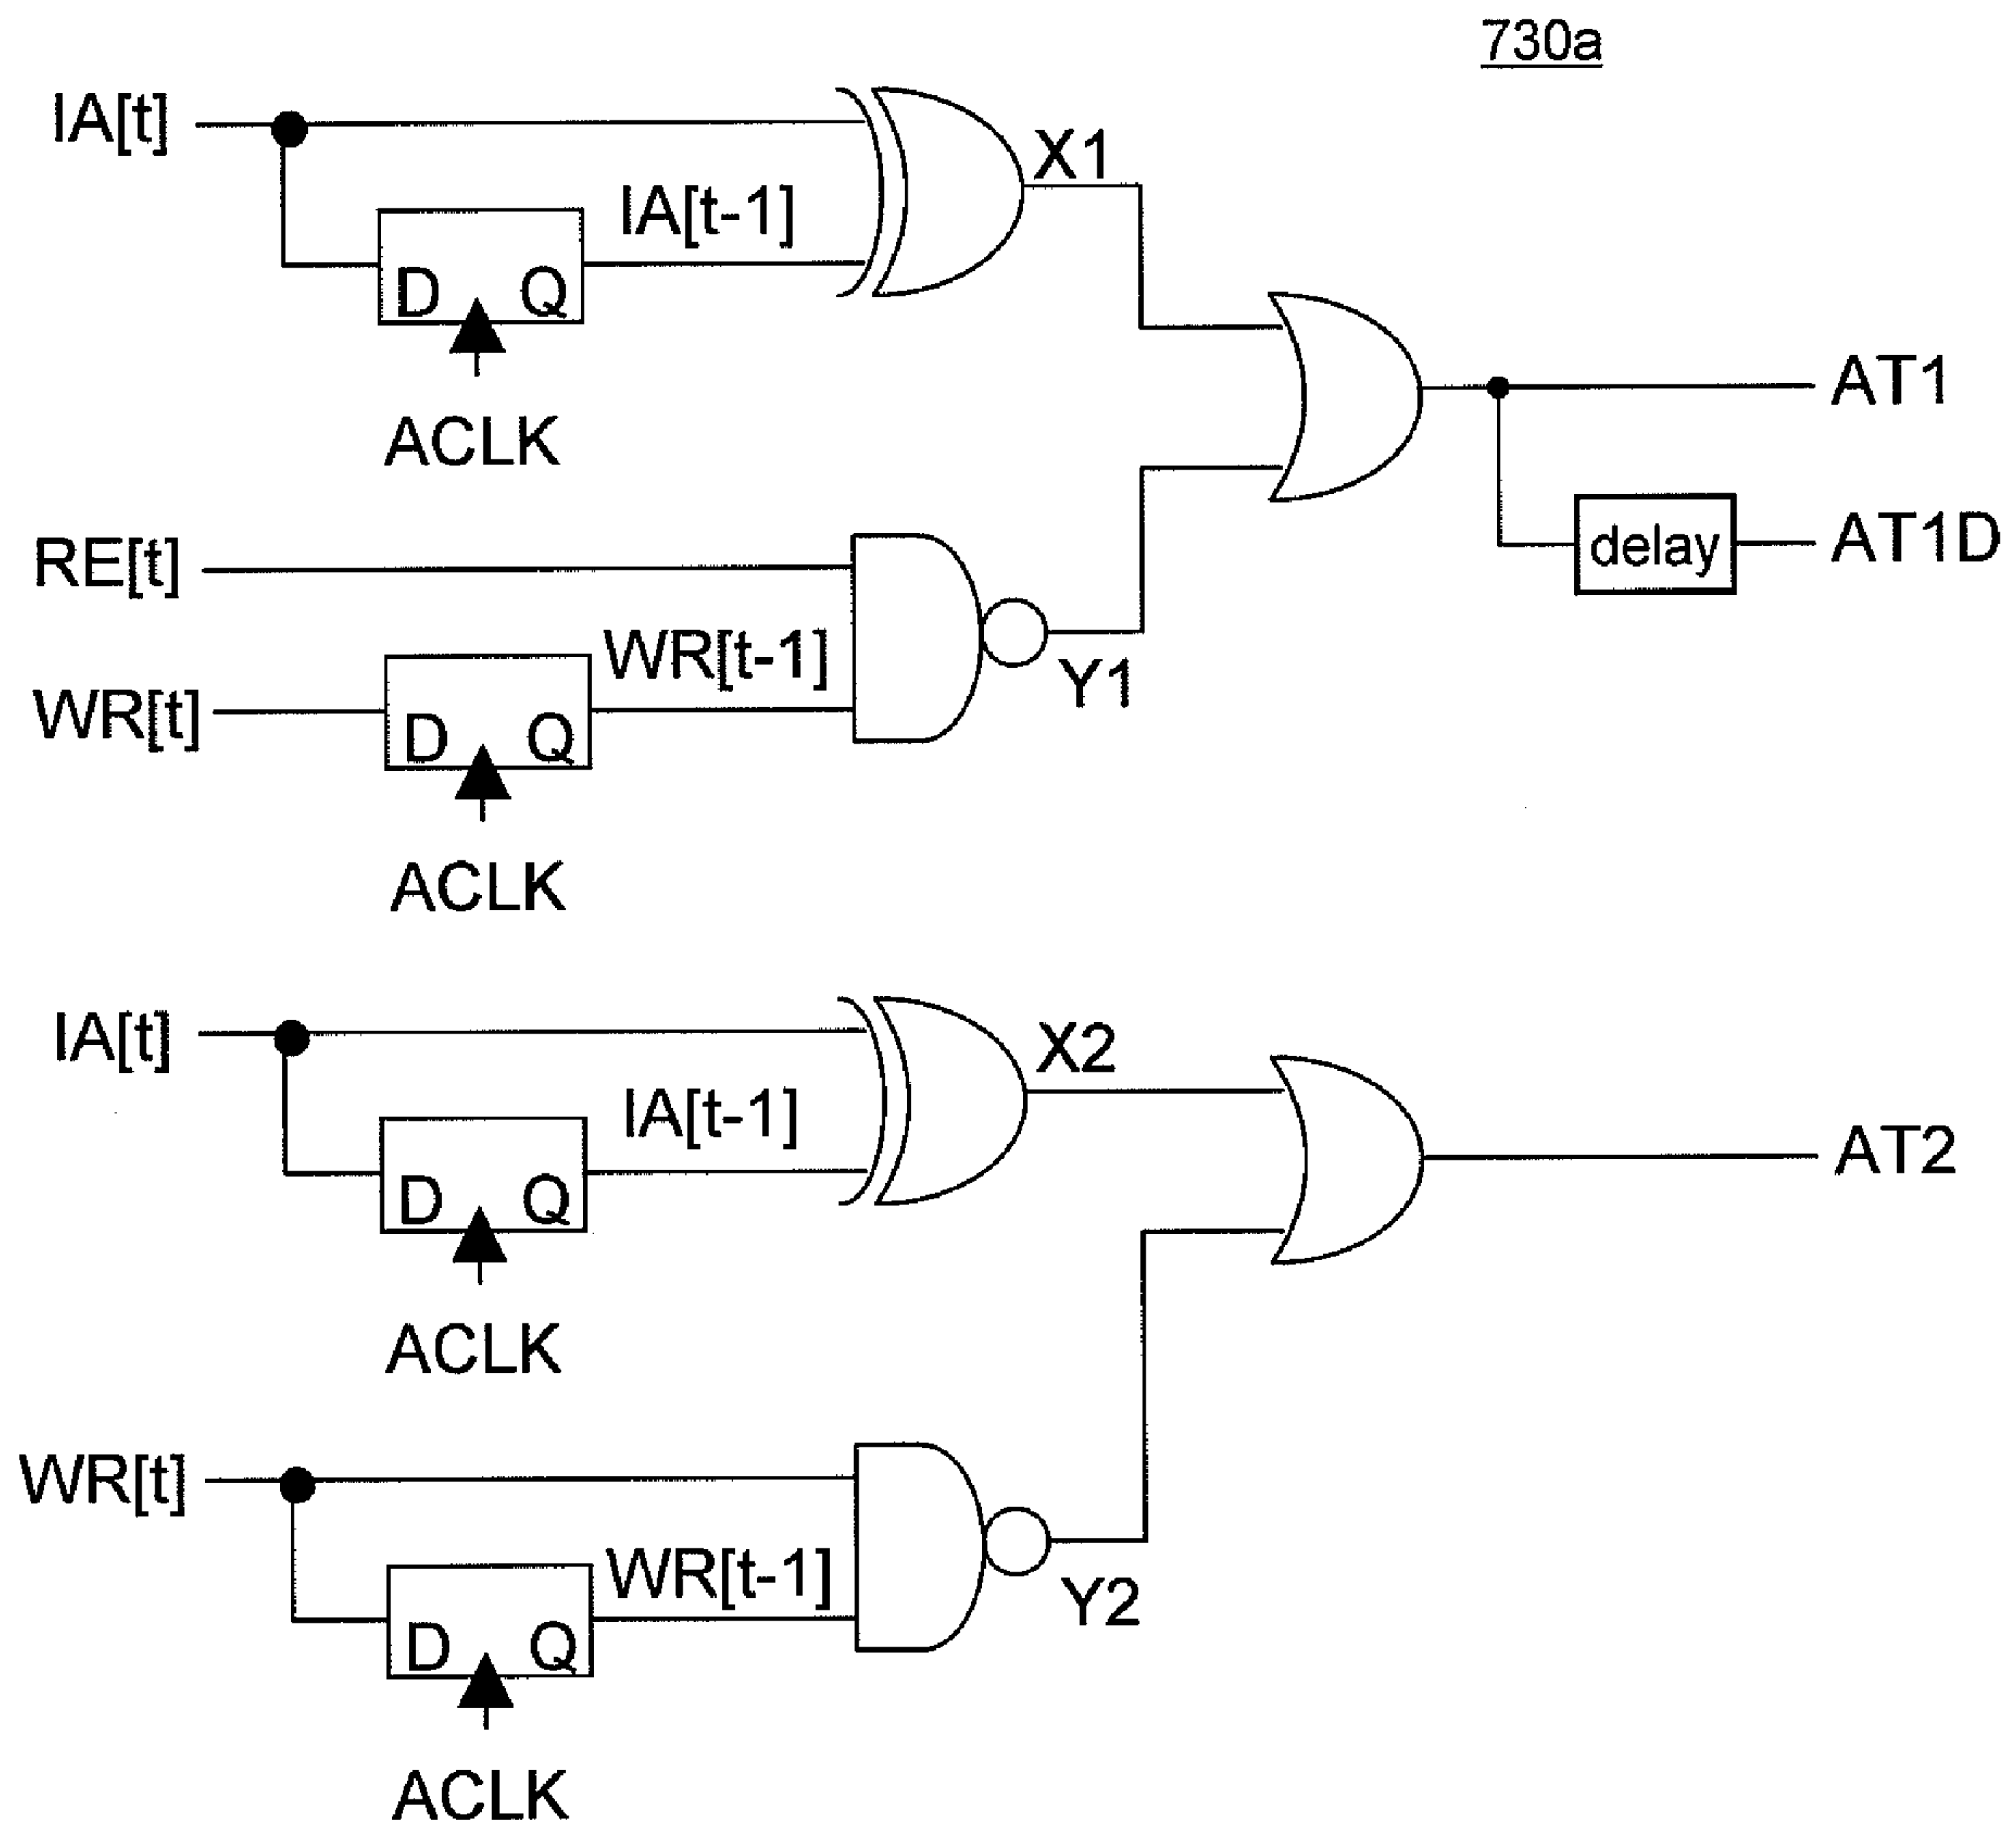 730a
IA[t]
X1
IA[t-1]
D Q
ACLK
AT1
RE[t]
delay
AT1D
WR[t-1]
Y1
WR[t]
D Q
ACLK
IA[t]
X2
IA[t-1]
AT2
D Q
ACLK
WR[t]
WR[t-1]
Y2
D Q
ACLK